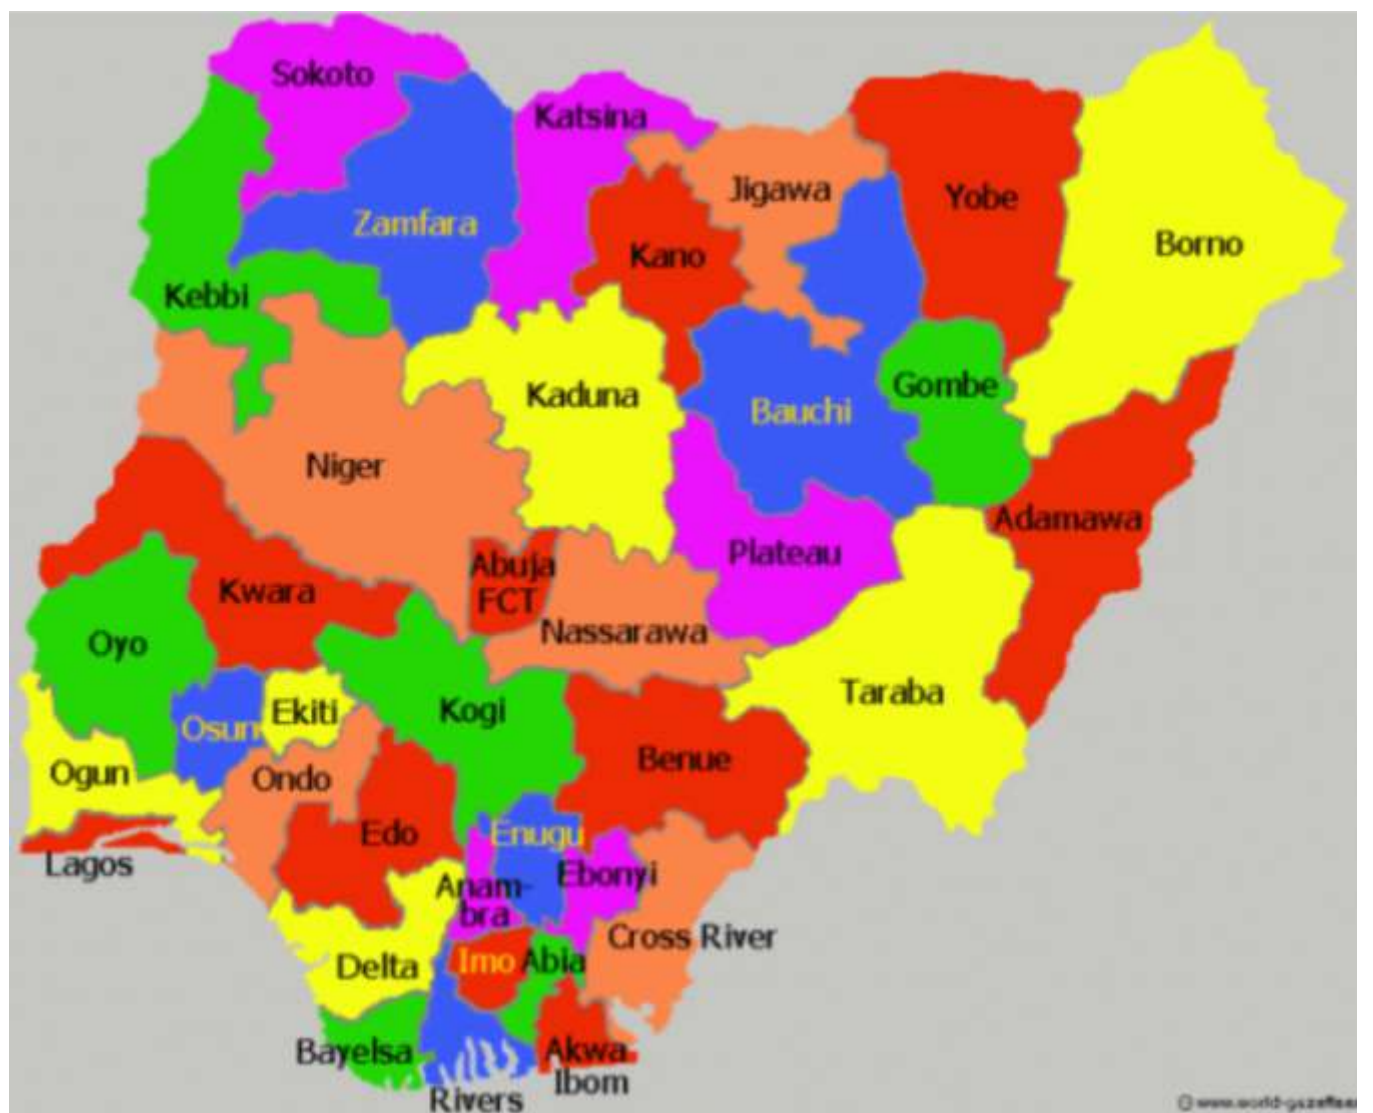 Sokoto
Katsina
Jigawa
Yobe
Zamfara
Kano
Borno
Kebbi
Kaduna
Gombe
Bauchi
Niger
Adamawa
Abuja
FCT
Plateau
Kwara
Nassarawa
Oyo
Taraba
Ekiti
Kogi
Osun
Benue
Ogun
Ondo
Edo
Enugu
Lagos
Ebonyi
Anam-
bra
Cross River
Delta
Imo
Abia
Bayelsa
Akwa
Ibom
Rivers